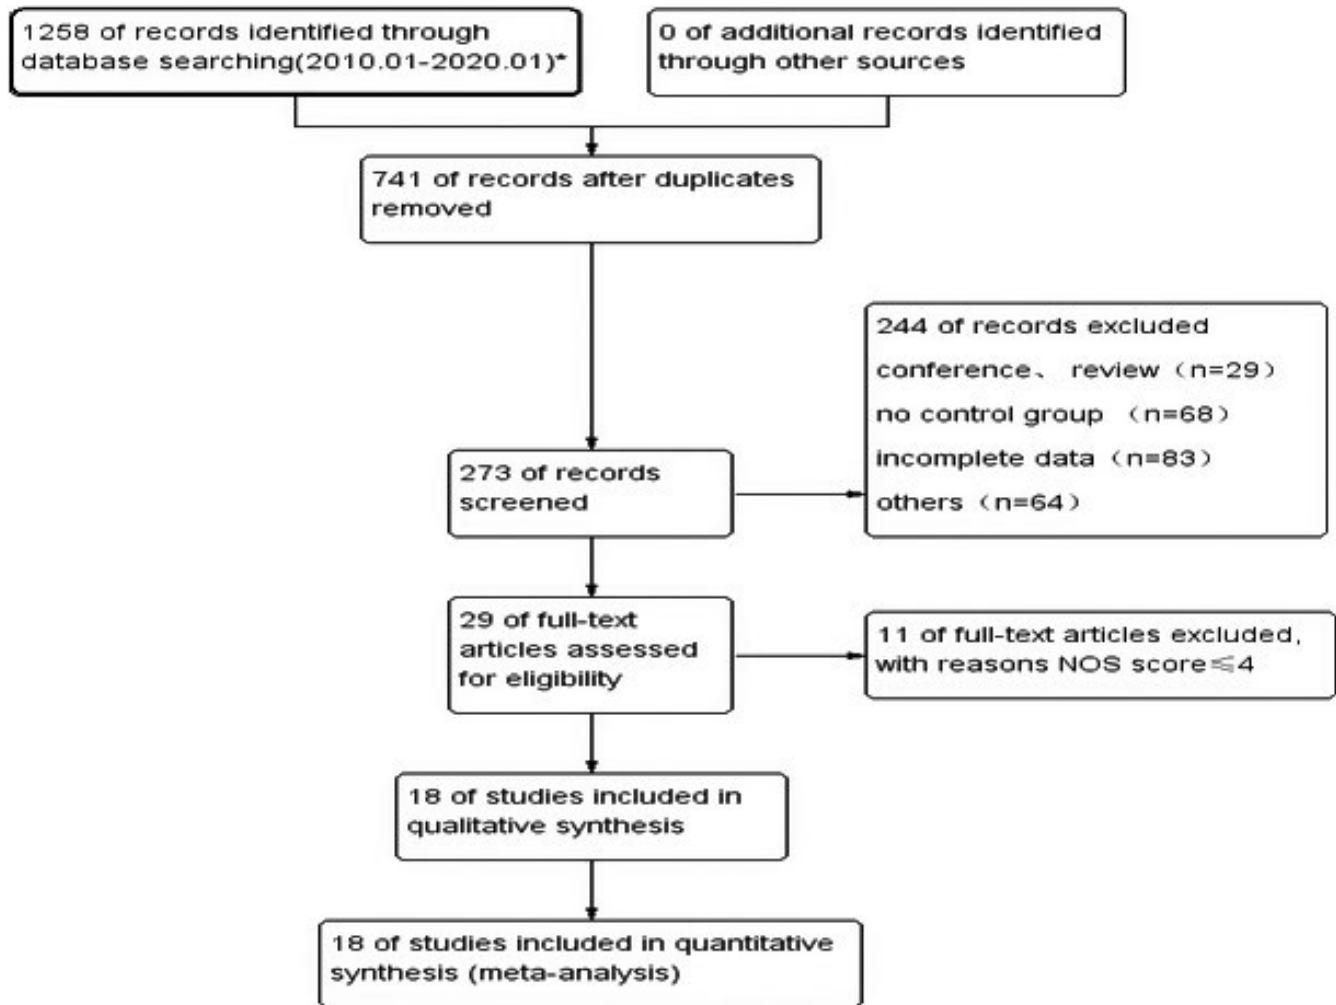 1258 of records identified through
database searching(2010.01-2020.01)*
0 of additional records identified
through other sources
741 of records after duplicates
removed
244 of records excluded
conference、 review（n=29）
no control group （n=68）
incomplete data（n=83）
others（n=64）
273 of records
screened
29 of full-text
articles assessed
for eligibility
11 of full-text articles excluded,
with reasons NOS score≤4
18 of studies included in
qualitative synthesis
18 of studies included in quantitative
synthesis (meta-analysis)